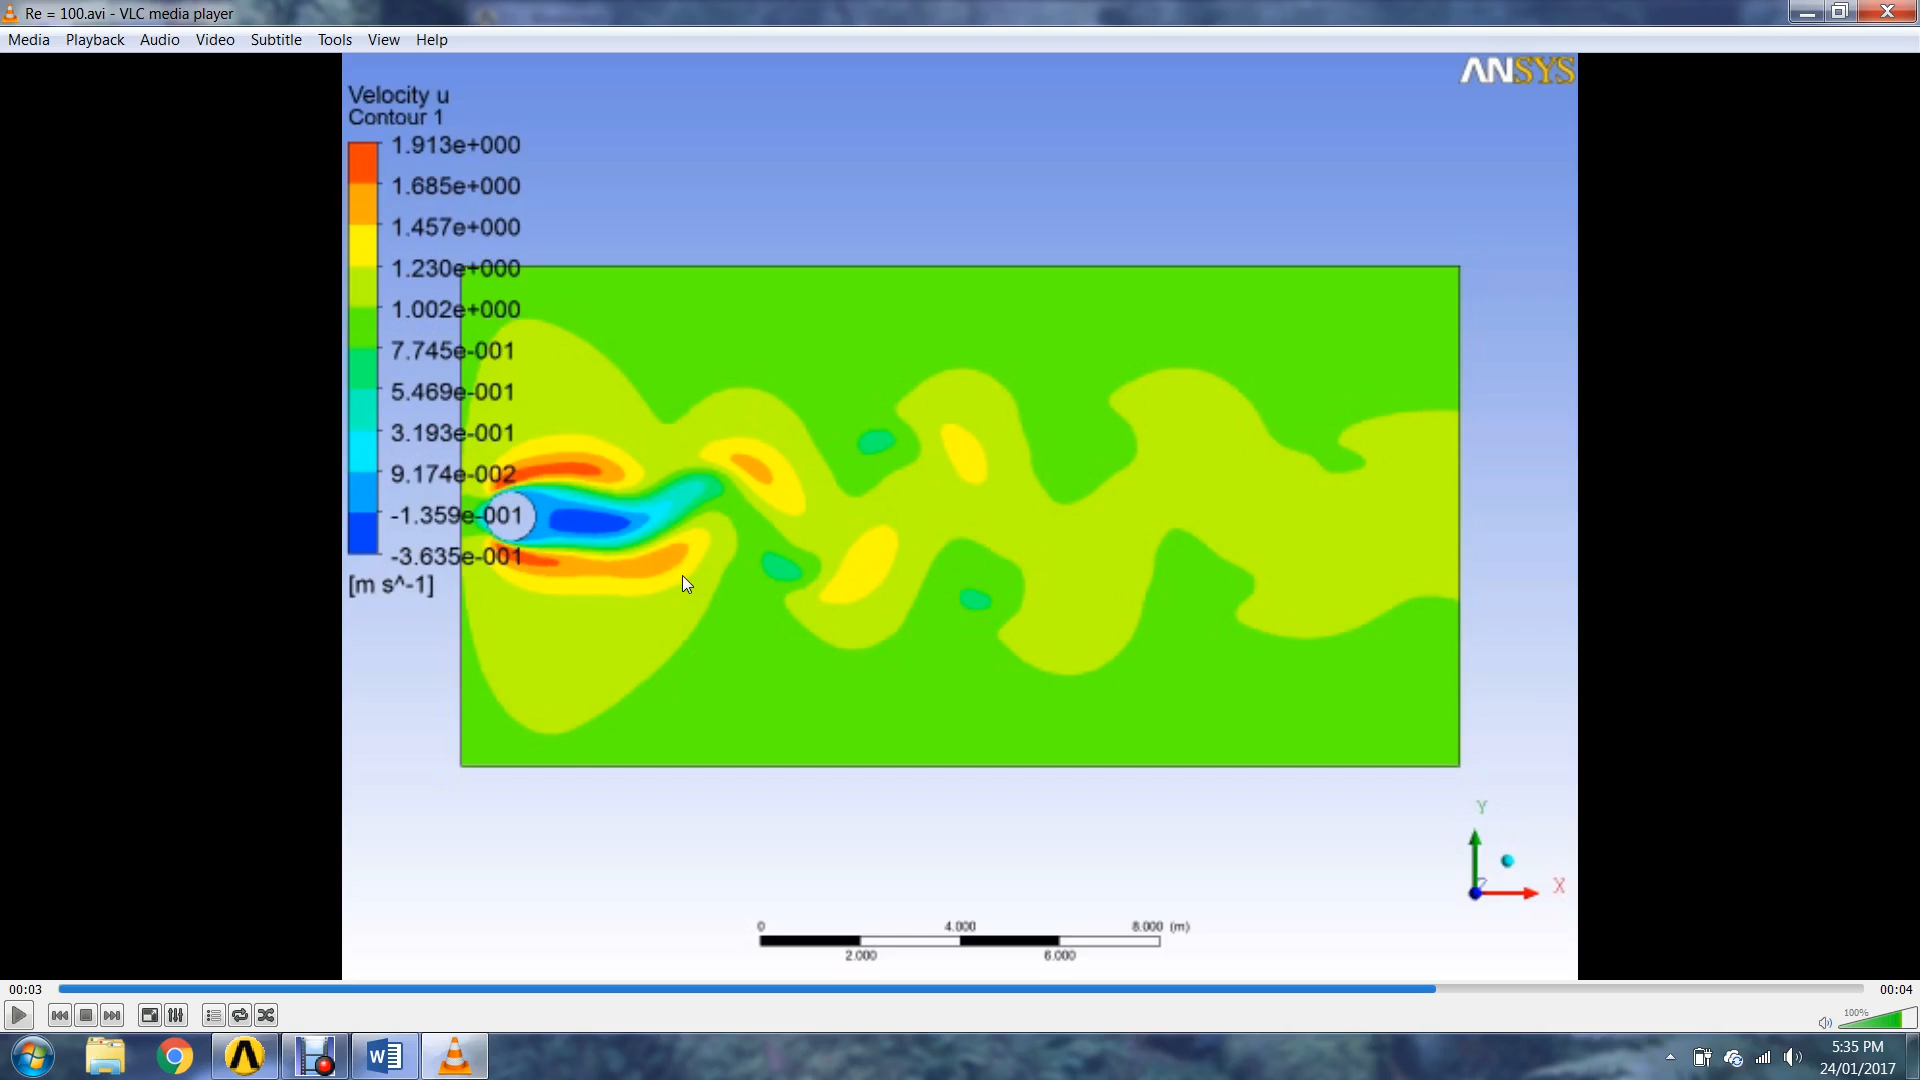 Re = 100.avi - VLC media player
Media Playback Audio Video Subtitle Tools View Help
ANSYS
Velocity u
Contour 1
1.913e+000
1.685e+000
1.457e+000
1.230e+000
1.002e+000
7.745e-001
5.469e-001
3.193e-001
9.174e-002
-1.359e-001
-3.635e-001
[m s^-1]
Y
Z
X
0 4.000 8.000 (m)
2.000 6.000
00:03 00:04
100%
5:35 PM
24/01/2017